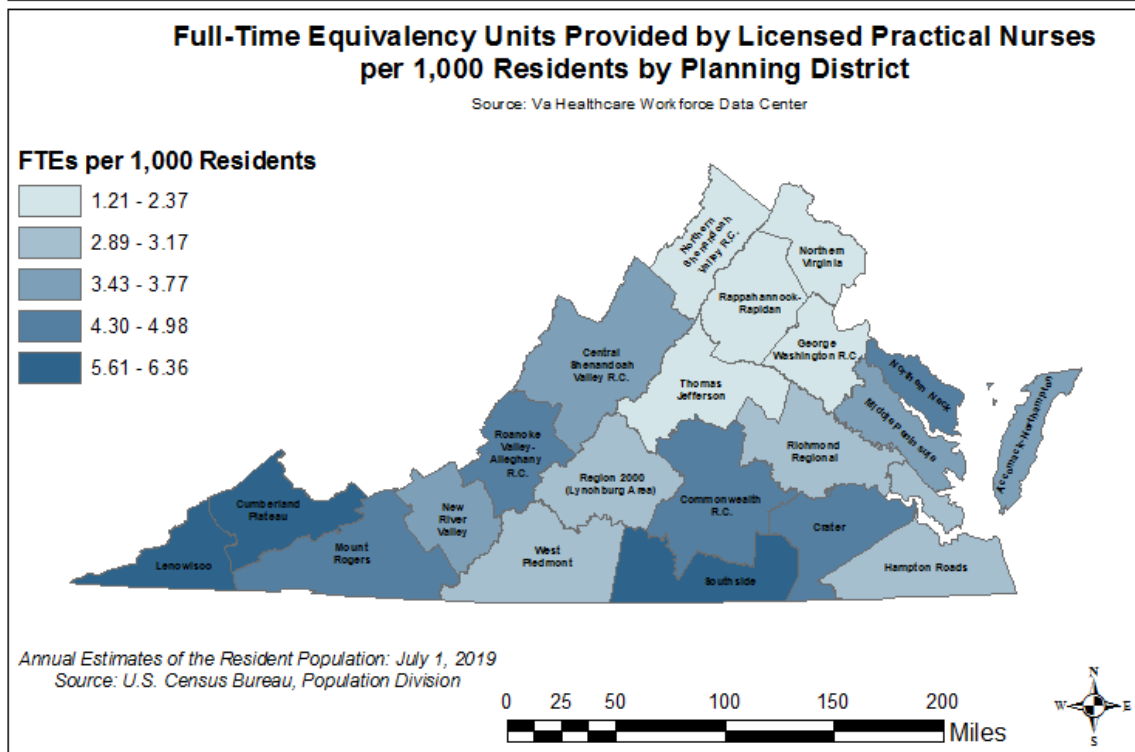 Full-Time Equivalency Units Provided by Licensed Practical Nurses
per 1,000 Residents by Planning District
Source: Va Healthcare Workforce Data Center
FTEs per 1,000 Residents
1.21 - 2.37
2.89 - 3.17
3.43 - 3.77
4.30 - 4.98
5.61 - 6.36
Northern
Shenandoah
Valley R.C.
Northern
Virginia
Rappahannock-
Rapidan
George
Washington R.C.
Central
Shenandoah
Valley R.C.
Thomas
Jefferson
Northern Neck
Middle Peninsula
Accomack-Northampton
Roanoke
Valley-
Alleghany
R.C.
Richmond
Regional
Region 2000
(Lynchburg Area)
Commonwealth
R.C.
Cumberland
Plateau
New
River
Valley
Crater
Mount
Rogers
West
Piedmont
Lenowisco
Southside
Hampton Roads
Annual Estimates of the Resident Population: July 1, 2019
Source: U.S. Census Bureau, Population Division
0 25 50 100 150 200
Miles
N
W E
S